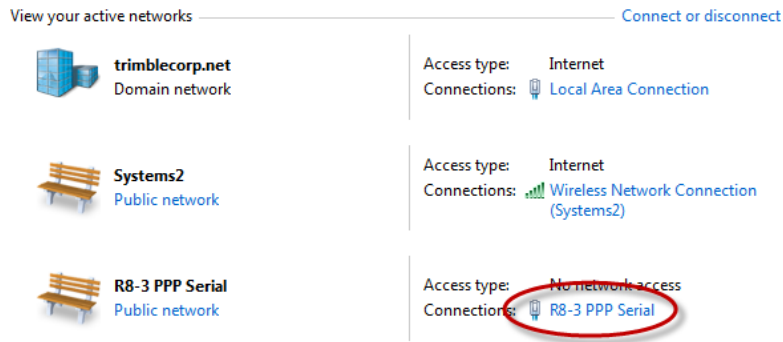 View your active networks
Connect or disconnect
trimblecorp.net
Domain network
Access type: Internet
Connections: Local Area Connection
Systems2
Public network
Access type: Internet
Connections: Wireless Network Connection
(Systems2)
R8-3 PPP Serial
Public network
Access type: No network access
Connections: R8-3 PPP Serial